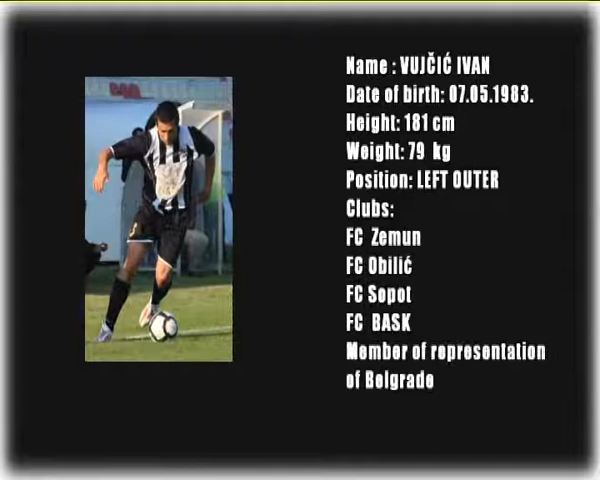 Name : VUJČIĆ IVAN
Date of birth: 07.05.1983.
Height: 181 cm
Weight: 79 kg
Position: LEFT OUTER
Clubs:
FC Zemun
FC Obilić
FC Sopot
FC BASK
Member of representation
of Belgrade